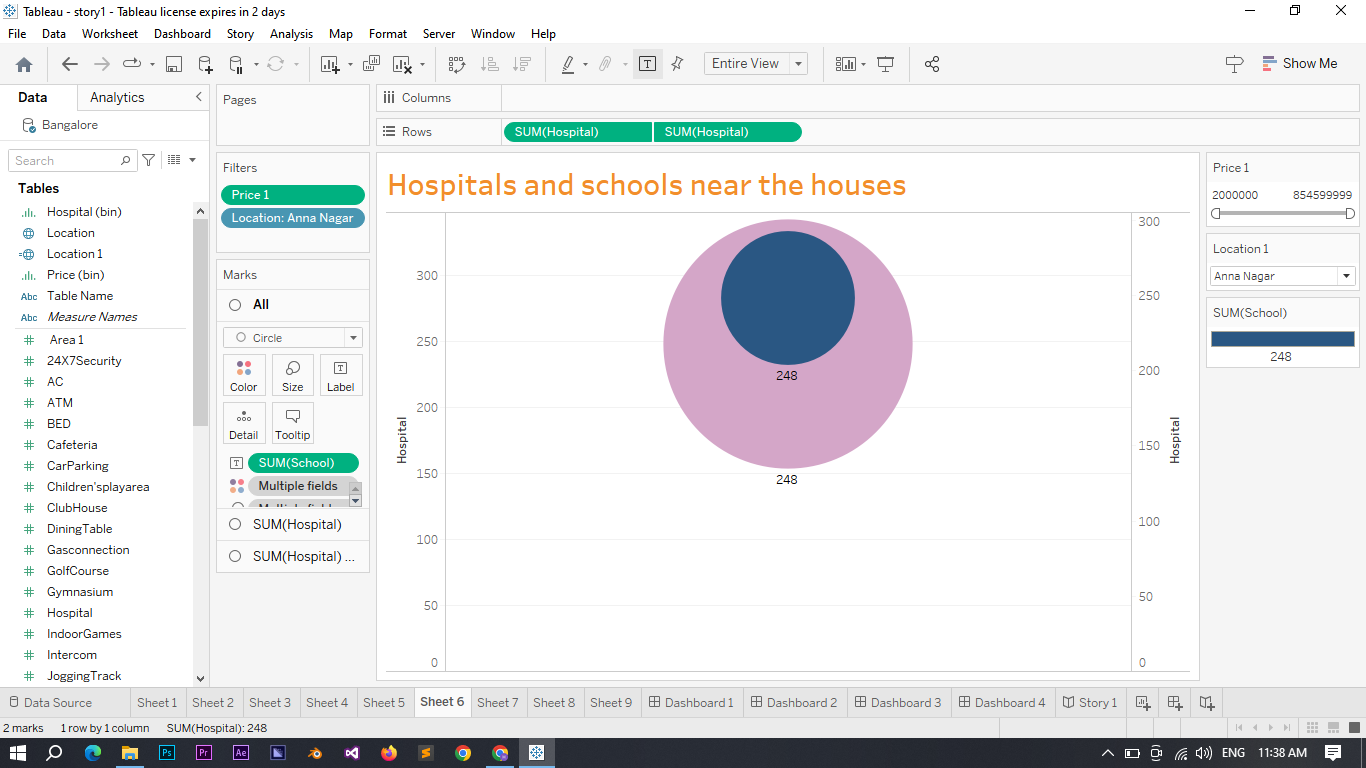 Tableau - story1 - Tableau license expires in 2 days
File Data Worksheet Dashboard Story Analysis Map Format Server Window Help
Entire View
Show Me
Data Analytics
Bangalore
Search
Tables
Hospital (bin)
Location
Location 1
Price (bin)
Abc Table Name
Abc Measure Names
Area 1
24X7Security
AC
ATM
BED
Cafeteria
CarParking
Children'splayarea
ClubHouse
DiningTable
Gasconnection
GolfCourse
Gymnasium
Hospital
IndoorGames
Intercom
JoggingTrack
Pages
Filters
Price 1
Location: Anna Nagar
Marks
All
Circle
Color Size Label
Detail Tooltip
SUM(School)
Multiple fields
Multiple fields
SUM(Hospital)
SUM(Hospital) ...
Columns
Rows SUM(Hospital) SUM(Hospital)
Hospitals and schools near the houses
Hospital
300
250
200
150
100
50
0
248
248
300
250
200
150
100
50
0
Hospital
Price 1
2000000 854599999
Location 1
Anna Nagar
SUM(School)
248
Data Source Sheet 1 Sheet 2 Sheet 3 Sheet 4 Sheet 5 Sheet 6 Sheet 7 Sheet 8 Sheet 9 Dashboard 1 Dashboard 2 Dashboard 3 Dashboard 4 Story 1
2 marks 1 row by 1 column SUM(Hospital): 248
Ps Pr Ae ENG 11:38 AM